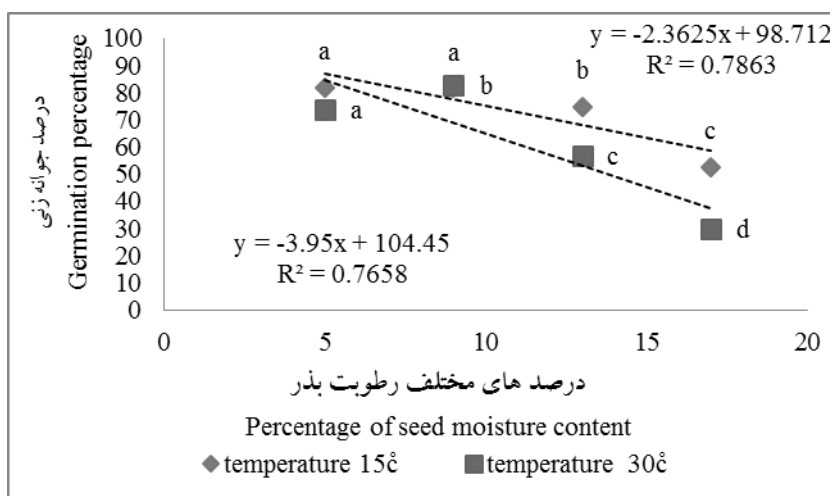 درصد جوانه زنی
Germination percentage
100
90
80
70
60
50
40
30
20
10
0
a
a
b
c
a
b
c
d
y = -2.3625x + 98.712
R² = 0.7863
y = -3.95x + 104.45
R² = 0.7658
0 5 10 15 20
درصد های مختلف رطوبت بذر
Percentage of seed moisture content
temperature 15c̊ temperature 30c̊